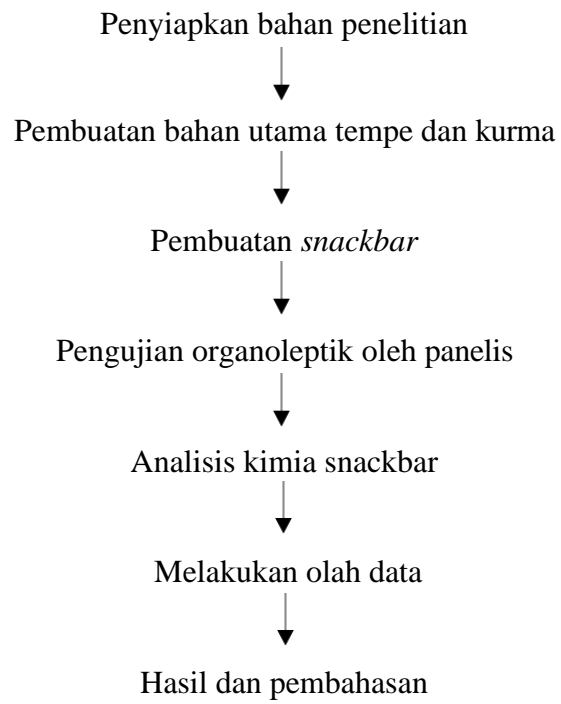 Penyiapkan bahan penelitian
Pembuatan bahan utama tempe dan kurma
Pembuatan snackbar
Pengujian organoleptik oleh panelis
Analisis kimia snackbar
Melakukan olah data
Hasil dan pembahasan